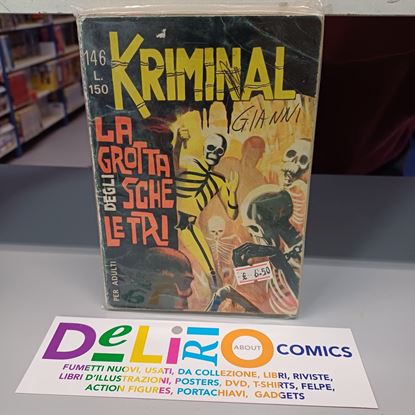 146
L.
150
KRIMINAL
GIANNI
LA
GROTTA
DEGLI
SCHE
LETRI
PER ADULTI
€ 6.50
DELIRIO
ABOUT
COMICS
FUMETTI NUOVI, USATI, DA COLLEZIONE, LIBRI, RIVISTE,
LIBRI D'ILLUSTRAZIONI, POSTERS, DVD, T-SHIRTS, FELPE,
ACTION FIGURES, PORTACHIAVI, GADGETS